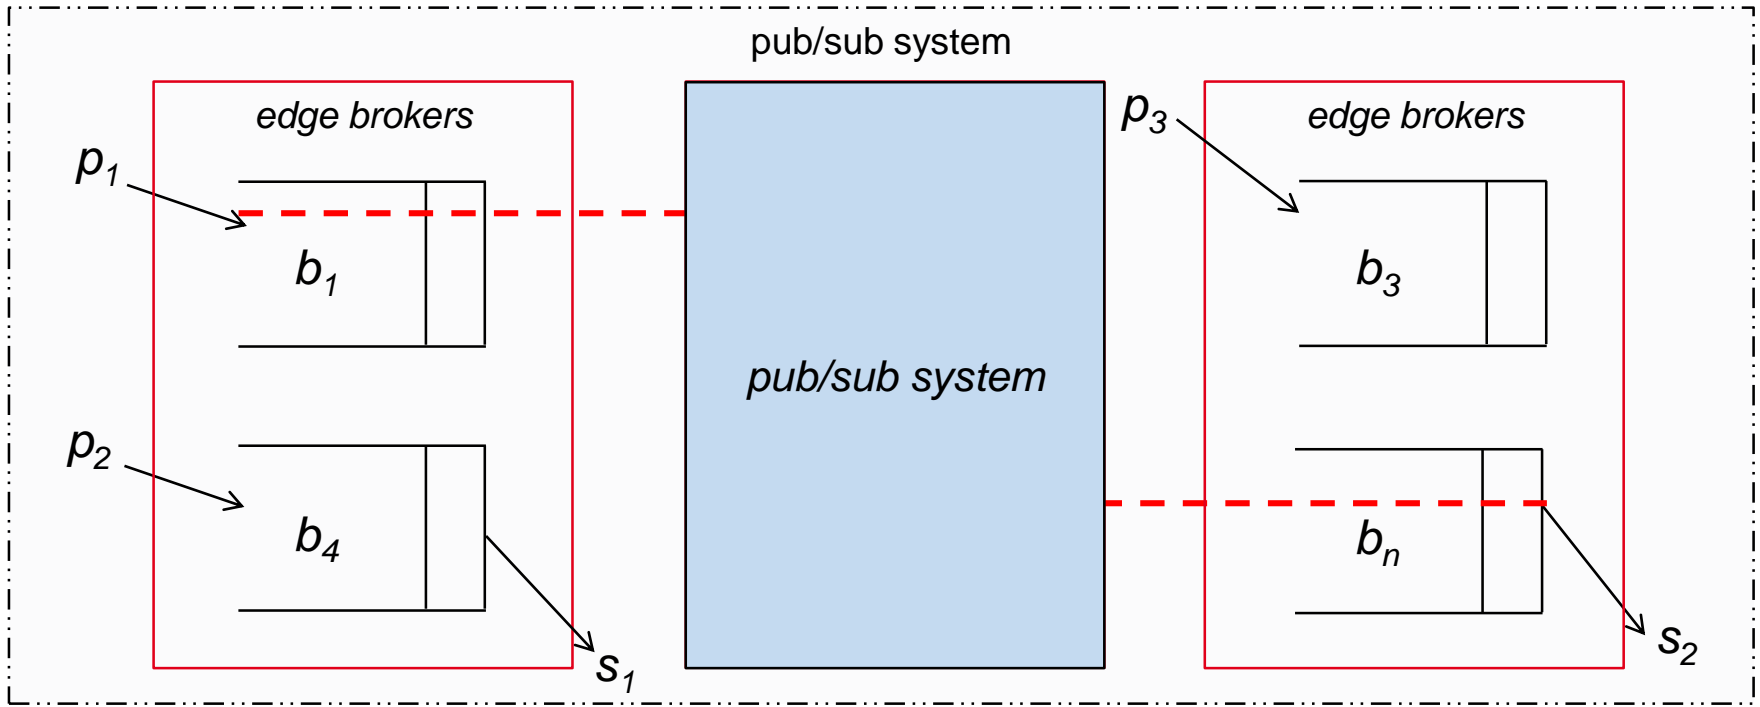 pub/sub system
edge brokers
p1
b1
p2
b4
s1
pub/sub system
p3
edge brokers
b3
bn
s2